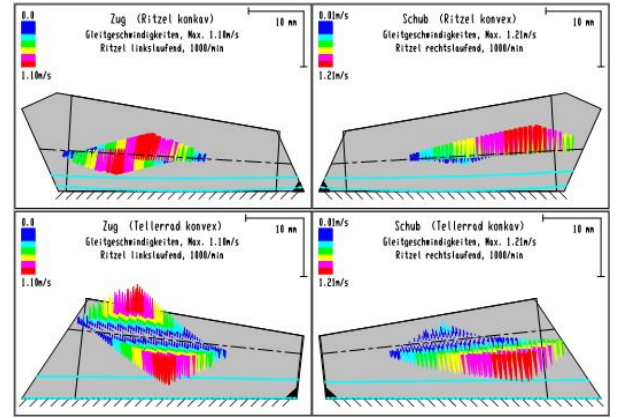 0.0
Zug (Ritzel konkav)
10 mm
Gleitgeschwindigkeiten, Max. 1.10m/s
Ritzel linkslaufend, 1000/min
1.10m/s
0.01m/s
Schub (Ritzel konvex)
10 mm
Gleitgeschwindigkeiten, Max. 1.21m/s
Ritzel rechtslaufend, 1000/min
1.21m/s
0.0
Zug (Tellerrad konvex)
10 mm
Gleitgeschwindigkeiten, Max. 1.10m/s
Ritzel linkslaufend, 1000/min
1.10m/s
0.01m/s
Schub (Tellerrad konkav)
10 mm
Gleitgeschwindigkeiten, Max. 1.21m/s
Ritzel rechtslaufend, 1000/min
1.21m/s